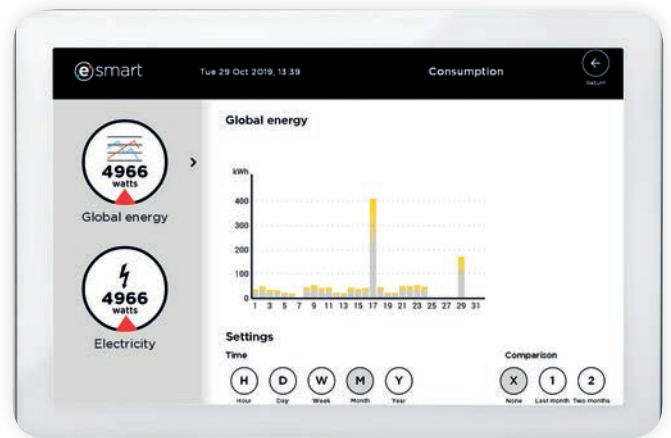 esmart
Tue 29 Oct 2019, 13:39
Consumption
Return
4966
watts
Global energy
4966
watts
Electricity
Global energy
kWh
400
300
200
100
0
1 3 5 7 9 11 13 15 17 19 21 23 25 27 29 31
Settings
Time
H D W M Y
Hour Day Week Month Year
Comparison
X 1 2
None Last month Two months